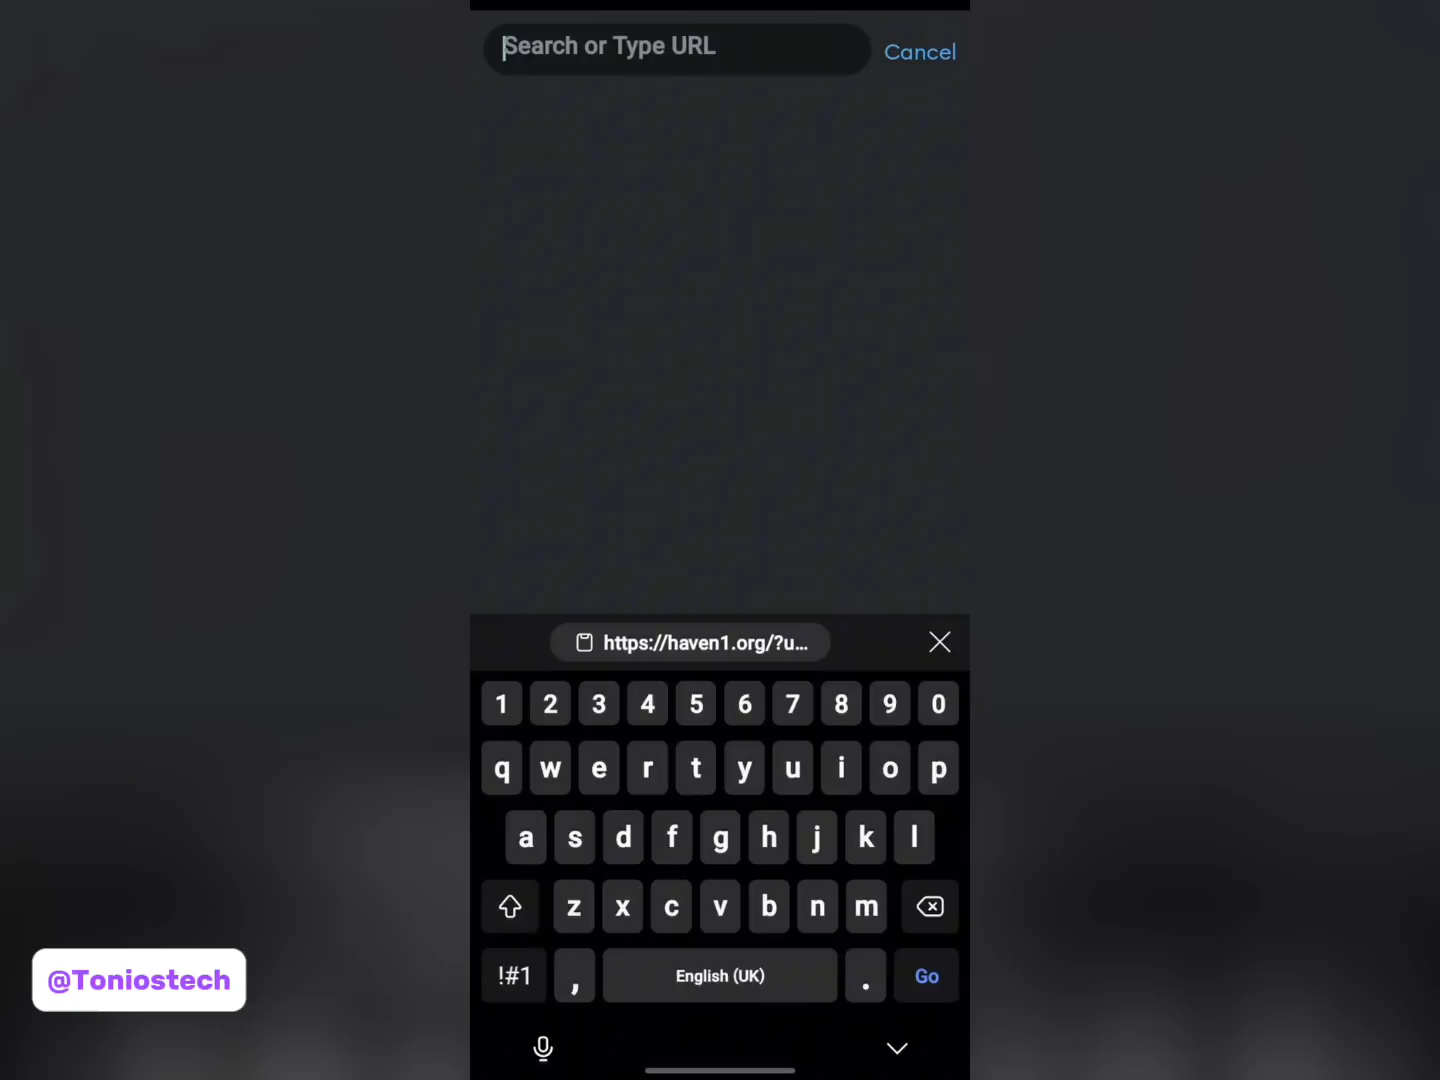 Search or Type URL
Cancel
https://haven1.org/?u...
1 2 3 4 5 6 7 8 9 0
q w e r t y u i o p
a s d f g h j k l
z x c v b n m
!#1 , English (UK) . Go
@Toniostech